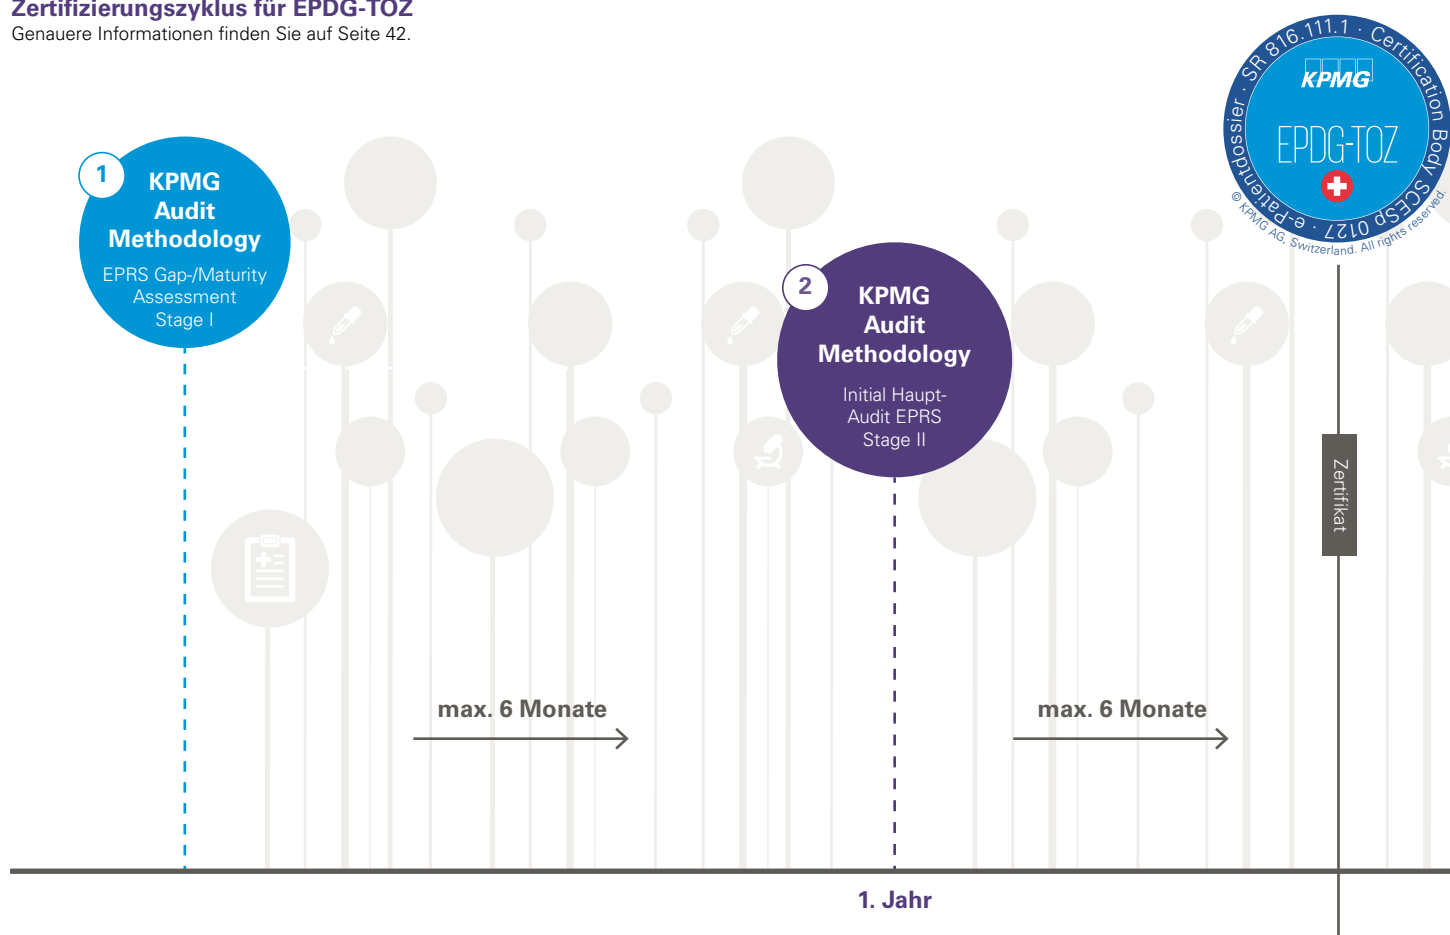 Zertifizierungszyklus für EPDG-TOZ
Genauere Informationen finden Sie auf Seite 42.
1
KPMG
Audit
Methodology
EPRS Gap-/Maturity
Assessment
Stage I
2
KPMG
Audit
Methodology
Initial Haupt-
Audit EPRS
Stage II
e-Patientdossier · SR 816.111.1 · Certification Body SCESp 0127 ·
KPMG
EPDG-TOZ
© KPMG AG, Switzerland. All rights reserved.
Zertifikat
max. 6 Monate
max. 6 Monate
1. Jahr